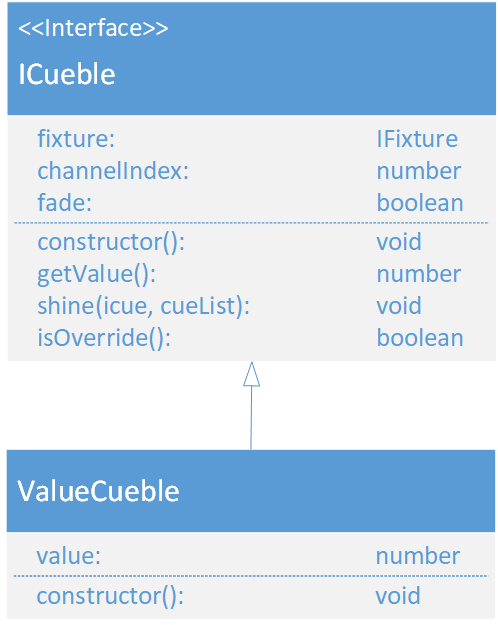 <<Interface>>
ICueble
fixture: IFixture
channelIndex: number
fade: boolean
constructor(): void
getValue(): number
shine(icue, cueList): void
isOverride(): boolean
ValueCueble
value: number
constructor(): void